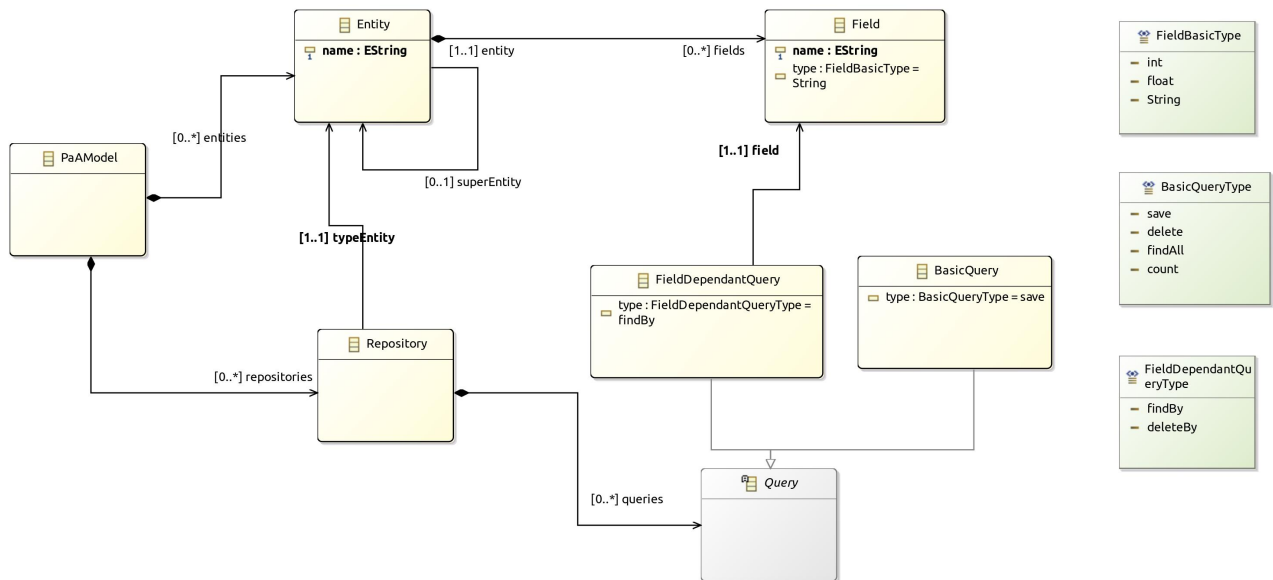 Entity
name : EString
[1..1] entity
[0..*] fields
Field
name : EString
type : FieldBasicType =
String
FieldBasicType
int
float
String
[0..*] entities
PaAModel
[0..1] superEntity
[1..1] field
[1..1] typeEntity
BasicQueryType
save
delete
findAll
count
FieldDependantQuery
type : FieldDependantQueryType =
findBy
BasicQuery
type : BasicQueryType = save
Repository
[0..*] repositories
FieldDependantQu
eryType
findBy
deleteBy
[0..*] queries
Query